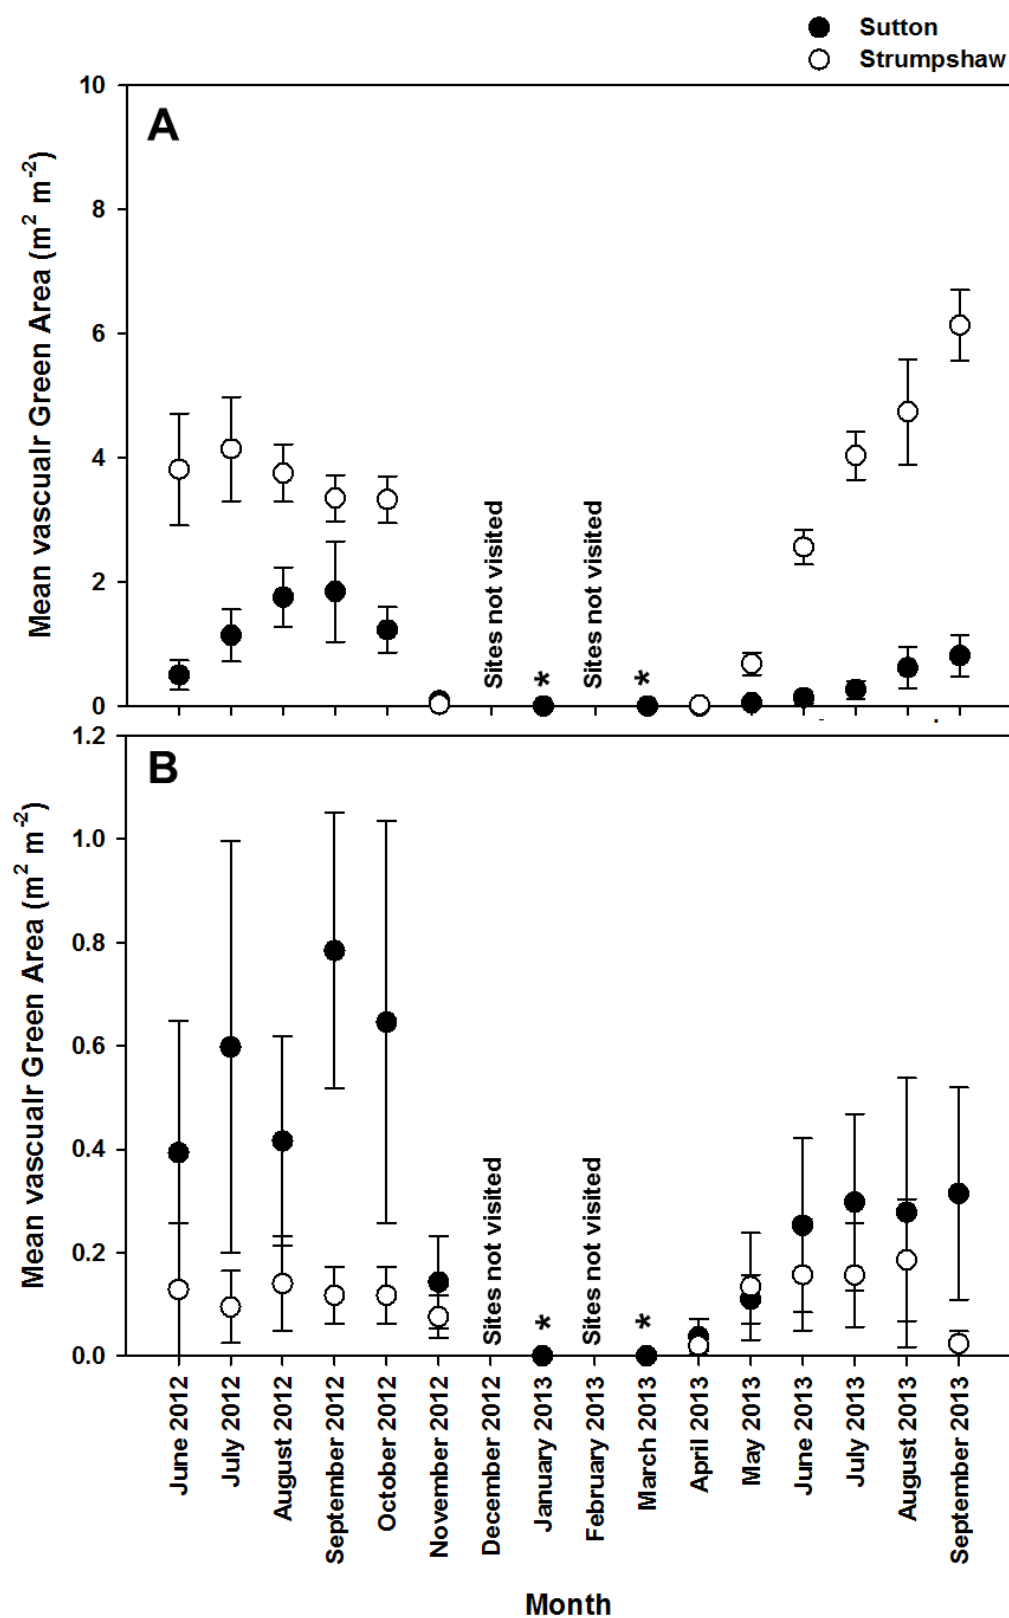 Sutton
Strumpshaw
A
Mean vascualr Green Area (m² m⁻²)
10
8
6
4
2
0
Sites not visited
*
Sites not visited
*
B
Mean vascualr Green Area (m² m⁻²)
1.2
1.0
0.8
0.6
0.4
0.2
0.0
Sites not visited
*
Sites not visited
*
June 2012
July 2012
August 2012
September 2012
October 2012
November 2012
December 2012
January 2013
February 2013
March 2013
April 2013
May 2013
June 2013
July 2013
August 2013
September 2013
Month